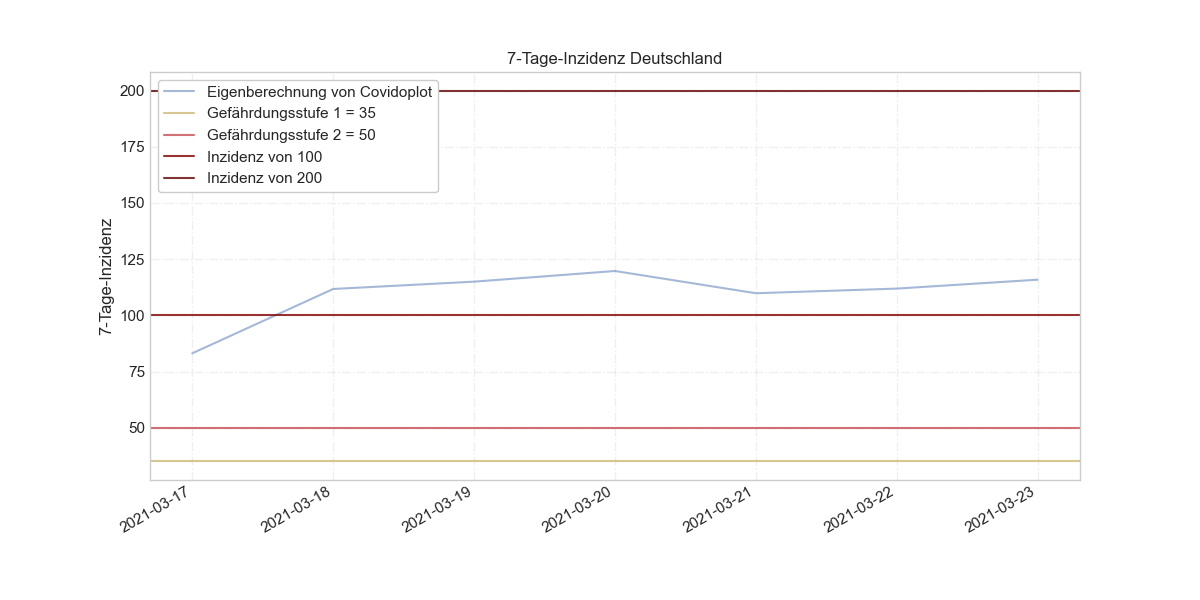 7-Tage-Inzidenz Deutschland
Eigenberechnung von Covidoplot
Gefährdungsstufe 1 = 35
Gefährdungsstufe 2 = 50
Inzidenz von 100
Inzidenz von 200
7-Tage-Inzidenz
200
175
150
125
100
75
50
2021-03-17
2021-03-18
2021-03-19
2021-03-20
2021-03-21
2021-03-22
2021-03-23